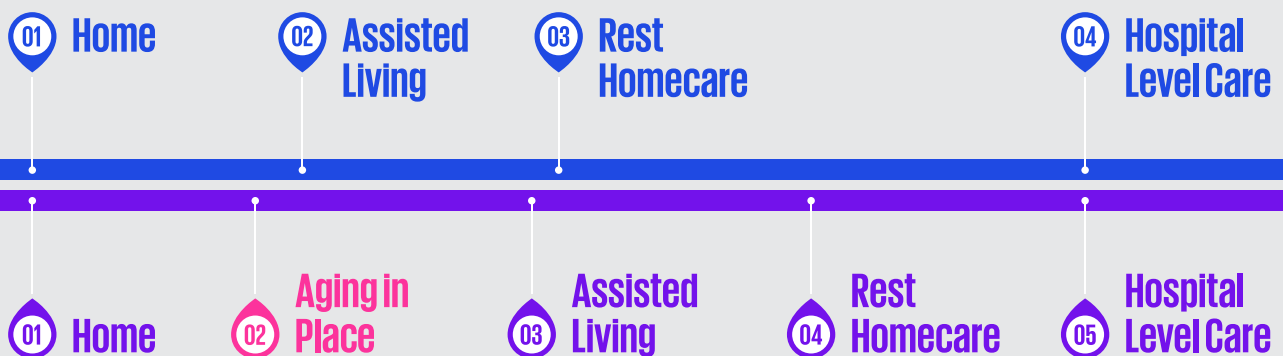 01 Home
02 Assisted
Living
03 Rest
Homecare
04 Hospital
Level Care
01 Home
02 Aging in
Place
03 Assisted
Living
04 Rest
Homecare
05 Hospital
Level Care